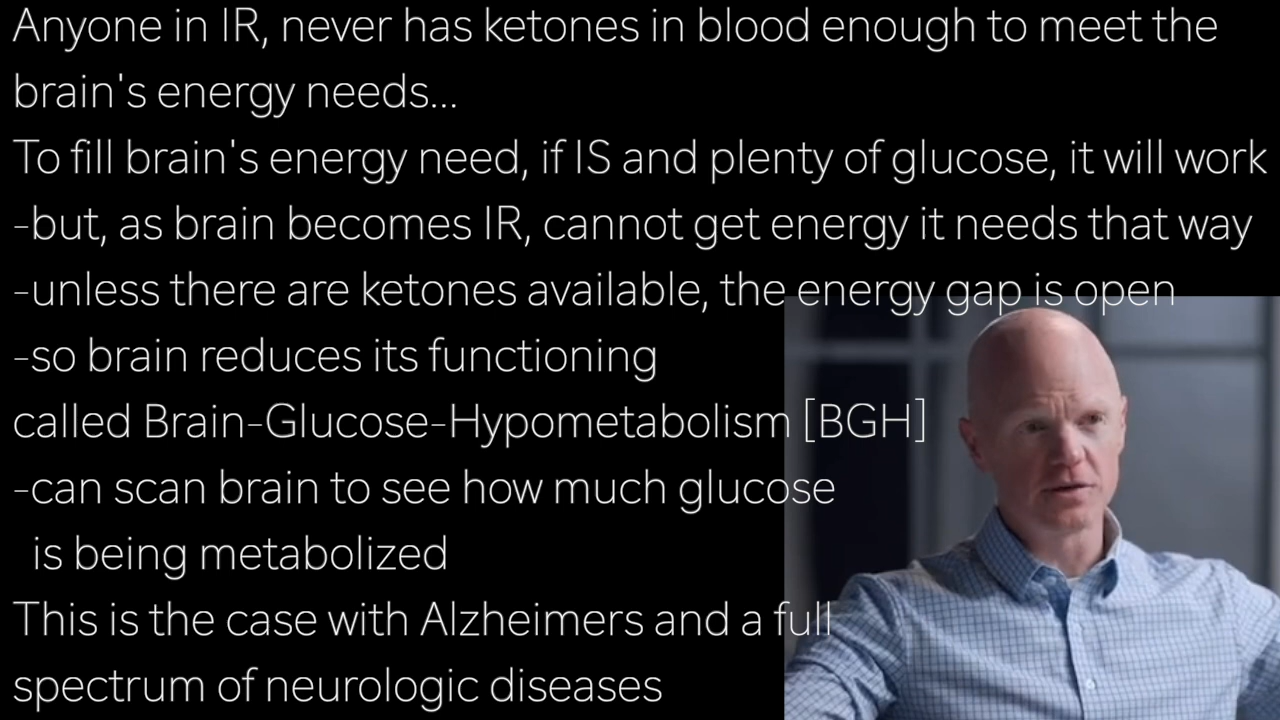 Anyone in IR, never has ketones in blood enough to meet the
brain's energy needs...
To fill brain's energy need, if IS and plenty of glucose, it will work
-but, as brain becomes IR, cannot get energy it needs that way
-unless there are ketones available, the energy gap is open
-so brain reduces its functioning
called Brain-Glucose-Hypometabolism [BGH]
-can scan brain to see how much glucose
is being metabolized
This is the case with Alzheimers and a full
spectrum of neurologic diseases